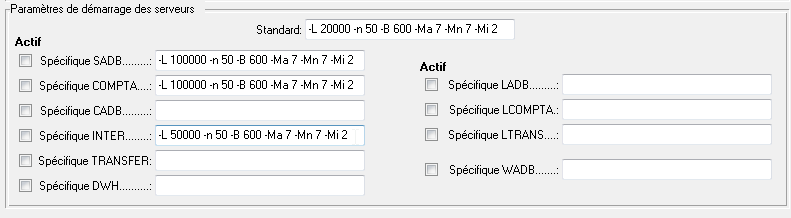 Paramètres de démarrage des serveurs
Standard: -L 20000 -n 50 -B 600 -Ma 7 -Mn 7 -Mi 2
Actif
Spécifique SADB.........: -L 100000 -n 50 -B 600 -Ma 7 -Mn 7 -Mi 2
Spécifique COMPTA....: -L 100000 -n 50 -B 600 -Ma 7 -Mn 7 -Mi 2
Spécifique CADB.........:
Spécifique INTER.........: -L 50000 -n 50 -B 600 -Ma 7 -Mn 7 -Mi 2
Spécifique TRANSFER:
Spécifique DWH..........:
Actif
Spécifique LADB.........:
Spécifique LCOMPTA.:
Spécifique LTRANS....:
Spécifique WADB.......: